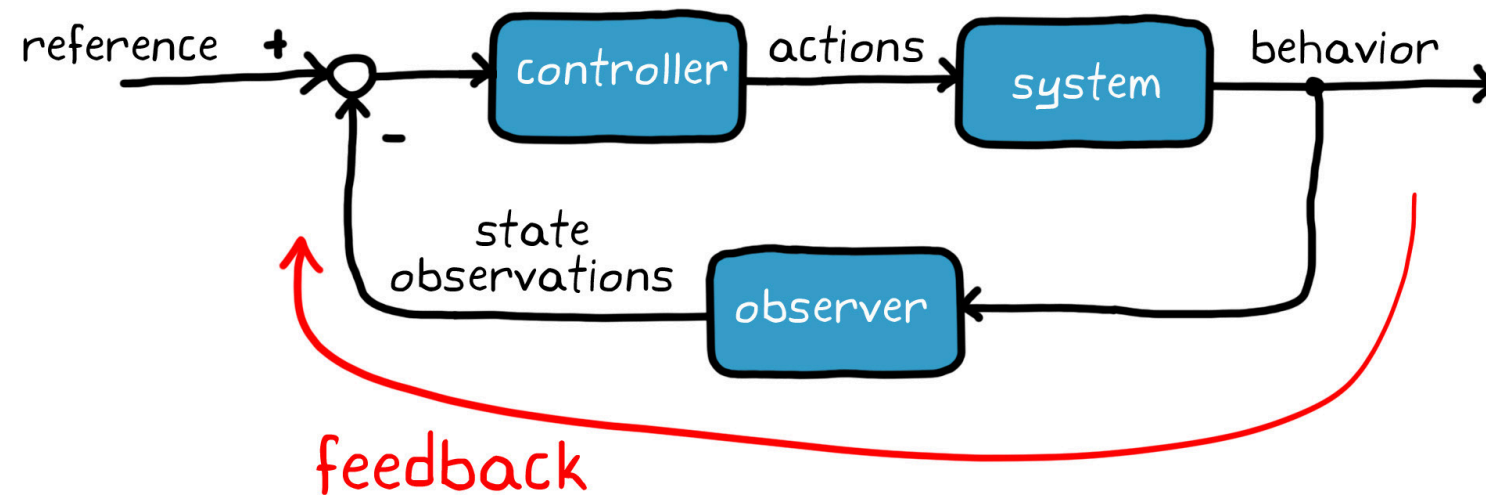 reference
+
controller
actions
system
behavior
-
state
observations
observer
feedback